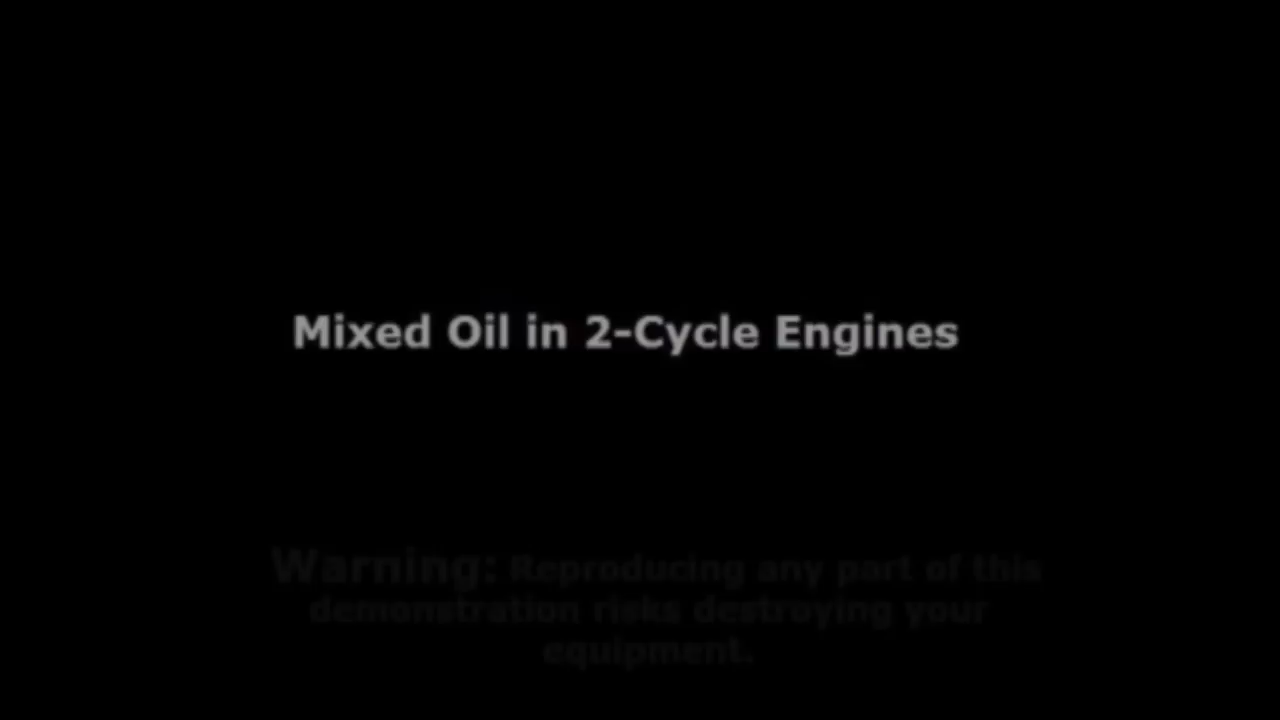 Mixed Oil in 2-Cycle Engines
Warning: Reproducing any part of this
demonstration risks destroying your
equipment.